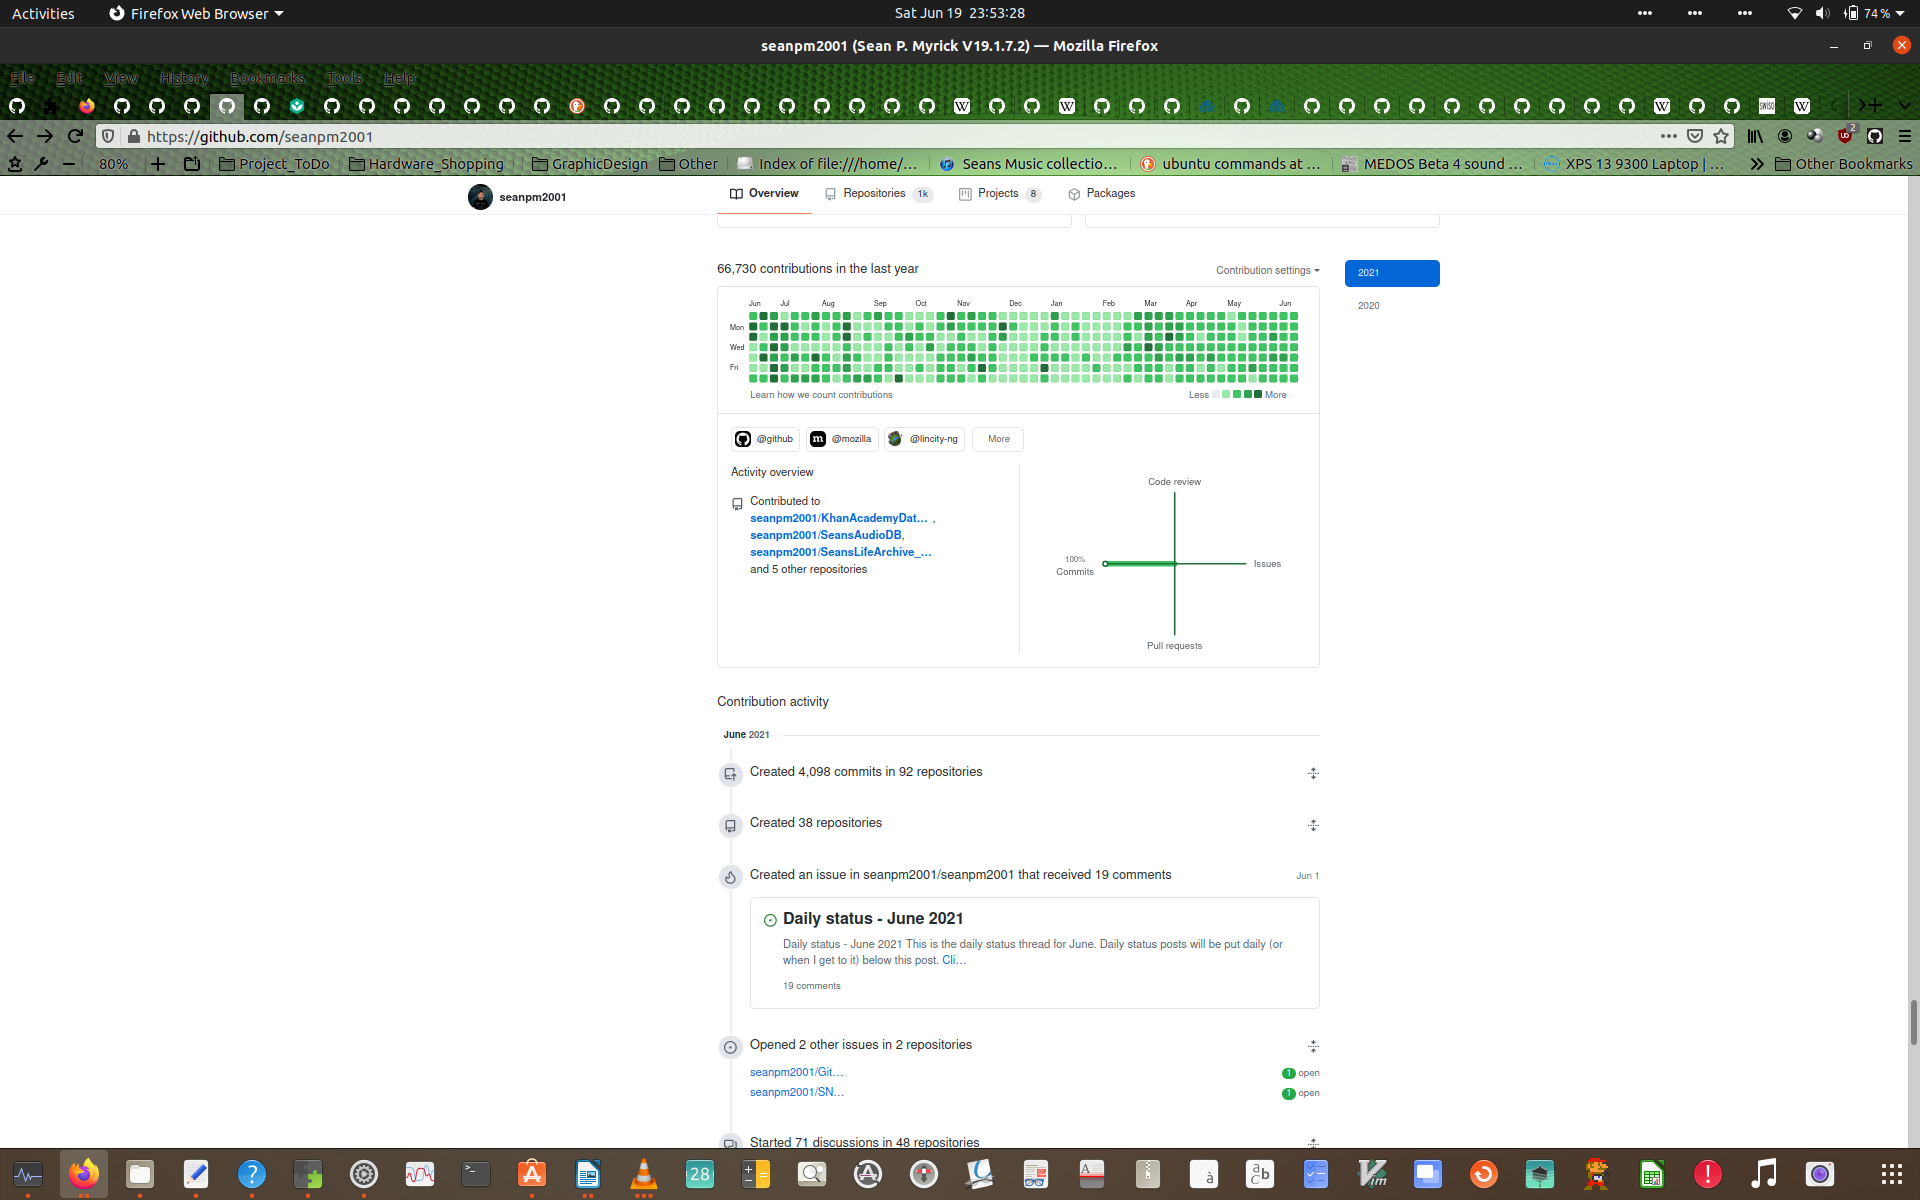 Activities
Firefox Web Browser
Sat Jun 19 23:53:28
74 %
seanpm2001 (Sean P. Myrick V19.1.7.2) — Mozilla Firefox
File Edit View History Bookmarks Tools Help
https://github.com/seanpm2001
2
80%
Project_ToDo
Hardware_Shopping
GraphicDesign
Other
Index of file:///home/...
Seans Music collectio...
ubuntu commands at ...
MEDOS Beta 4 sound ...
XPS 13 9300 Laptop | ...
Other Bookmarks
seanpm2001
Overview
Repositories 1k
Projects 8
Packages
66,730 contributions in the last year
Contribution settings
2021
2020
Jun Jul Aug Sep Oct Nov Dec Jan Feb Mar Apr May Jun
Mon
Wed
Fri
Learn how we count contributions
Less
More
@github
@mozilla
@lincity-ng
More
Activity overview
Contributed to
seanpm2001/KhanAcademyDat… ,
seanpm2001/SeansAudioDB,
seanpm2001/SeansLifeArchive_…
and 5 other repositories
Code review
100%
Commits
Issues
Pull requests
Contribution activity
June 2021
Created 4,098 commits in 92 repositories
Created 38 repositories
Created an issue in seanpm2001/seanpm2001 that received 19 comments
Jun 1
Daily status - June 2021
Daily status - June 2021 This is the daily status thread for June. Daily status posts will be put daily (or
when I get to it) below this post. Cli…
19 comments
Opened 2 other issues in 2 repositories
seanpm2001/Git…
1 open
seanpm2001/SN…
1 open
Started 71 discussions in 48 repositories
28